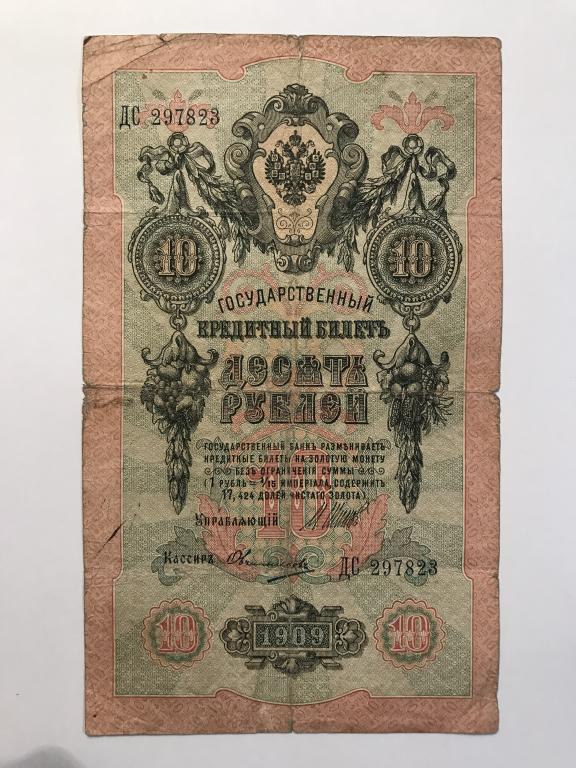 ДС 297823
10 10
ГОСУДАРСТВЕННЫЙ
КРЕДИТНЫЙ БИЛЕТЪ
ДЕСЯТЬ
РУБЛЕЙ
ГОСУДАРСТВЕННЫЙ БАНКЪ РАЗМѢНИВАЕТЪ
КРЕДИТНЫЕ БИЛЕТЫ НА ЗОЛОТУЮ МОНЕТУ
БЕЗЪ ОГРАНИЧЕНІЯ СУММЫ
(1 РУБЛЬ = 1/15 ИМПЕРІАЛА, СОДЕРЖИТЪ
17,424 ДОЛЕЙ ЧИСТАГО ЗОЛОТА)
10
Управляющій
Кассиръ
ДС 297823
10 1909 10